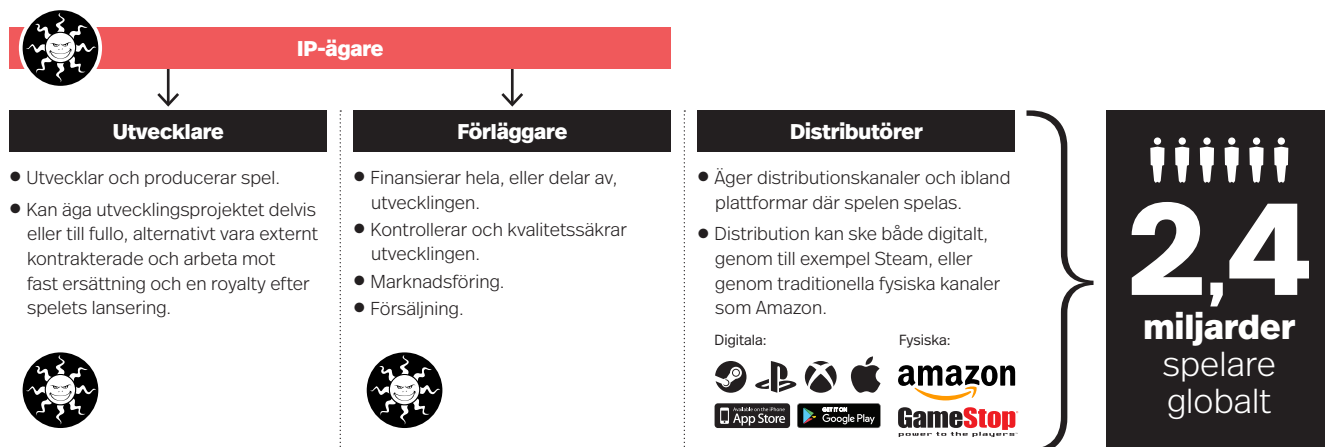 IP-ägare
Utvecklare
● Utvecklar och producerar spel.
● Kan äga utvecklingsprojektet delvis
eller till fullo, alternativt vara externt
kontrakterade och arbeta mot
fast ersättning och en royalty efter
spelets lansering.
Förläggare
● Finansierar hela, eller delar av,
utvecklingen.
● Kontrollerar och kvalitetssäkrar
utvecklingen.
● Marknadsföring.
● Försäljning.
Distributörer
● Äger distributionskanaler och ibland
plattformar där spelen spelas.
● Distribution kan ske både digitalt,
genom till exempel Steam, eller
genom traditionella fysiska kanaler
som Amazon.
Digitala:
Available on the iPhone
App Store
GET IT ON
Google Play
Fysiska:
amazon
GameStop
power to the players
2,4
miljarder
spelare
globalt